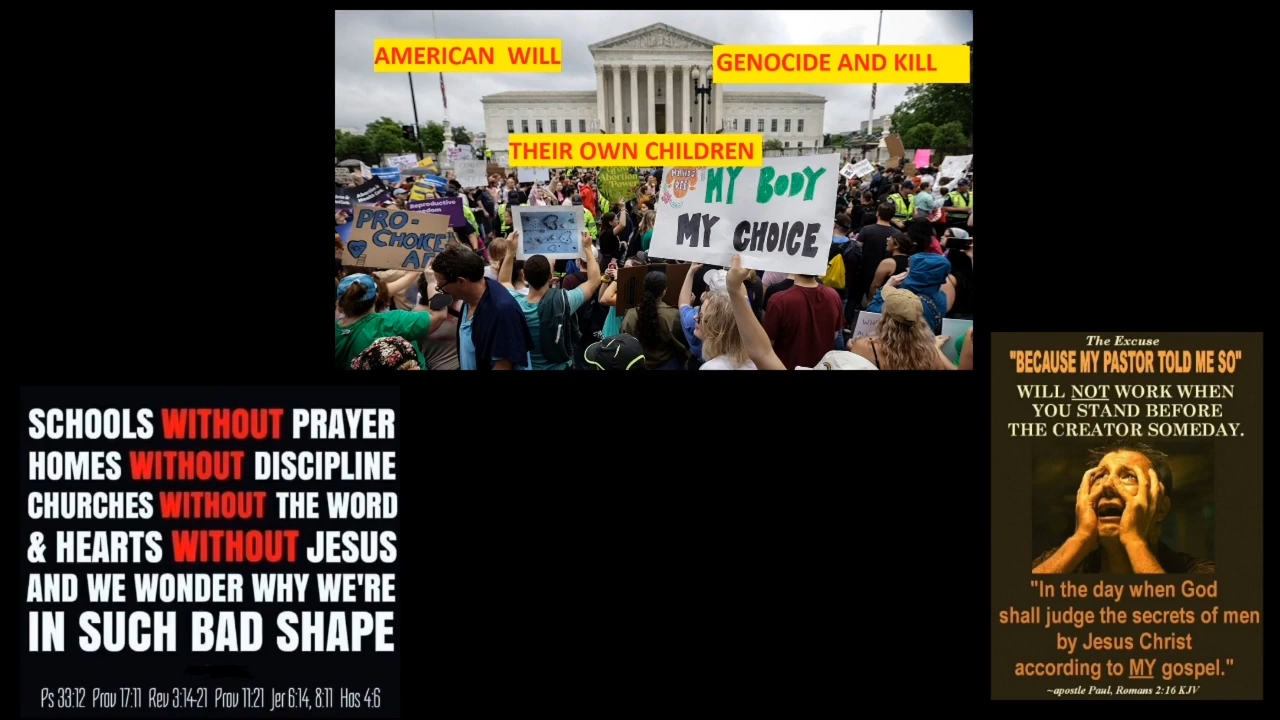 AMERICAN WILL
GENOCIDE AND KILL
THEIR OWN CHILDREN
HANDS
OFF
MY BODY
MY CHOICE
Abortion
Power
Reproductive
PRO-
CHOICE
SCHOOLS WITHOUT PRAYER
HOMES WITHOUT DISCIPLINE
CHURCHES WITHOUT THE WORD
& HEARTS WITHOUT JESUS
AND WE WONDER WHY WE'RE
IN SUCH BAD SHAPE
Ps 33:12 Prov 17:11 Rev 3:14-21 Prov 11:21 Jer 6:14, 8:11 Hos 4:6
The Excuse
"BECAUSE MY PASTOR TOLD ME SO"
WILL NOT WORK WHEN
YOU STAND BEFORE
THE CREATOR SOMEDAY.
"In the day when God
shall judge the secrets of men
by Jesus Christ
according to MY gospel."
~apostle Paul, Romans 2:16 KJV